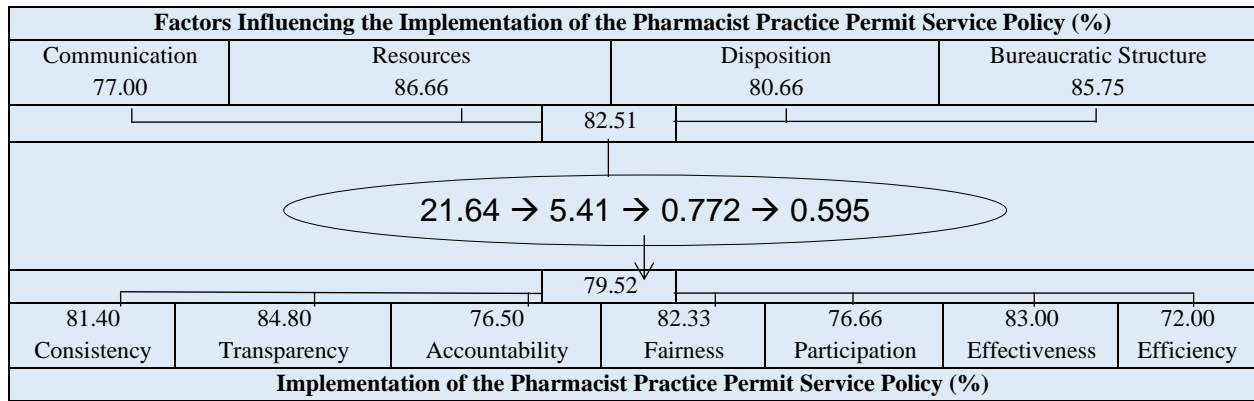 Factors Influencing the Implementation of the Pharmacist Practice Permit Service Policy (%)
Communication Resources Disposition Bureaucratic Structure
77.00 86.66 80.66 85.75
82.51
21.64 → 5.41 → 0.772 → 0.595
79.52
81.40 84.80 76.50 82.33 76.66 83.00 72.00
Consistency Transparency Accountability Fairness Participation Effectiveness Efficiency
Implementation of the Pharmacist Practice Permit Service Policy (%)